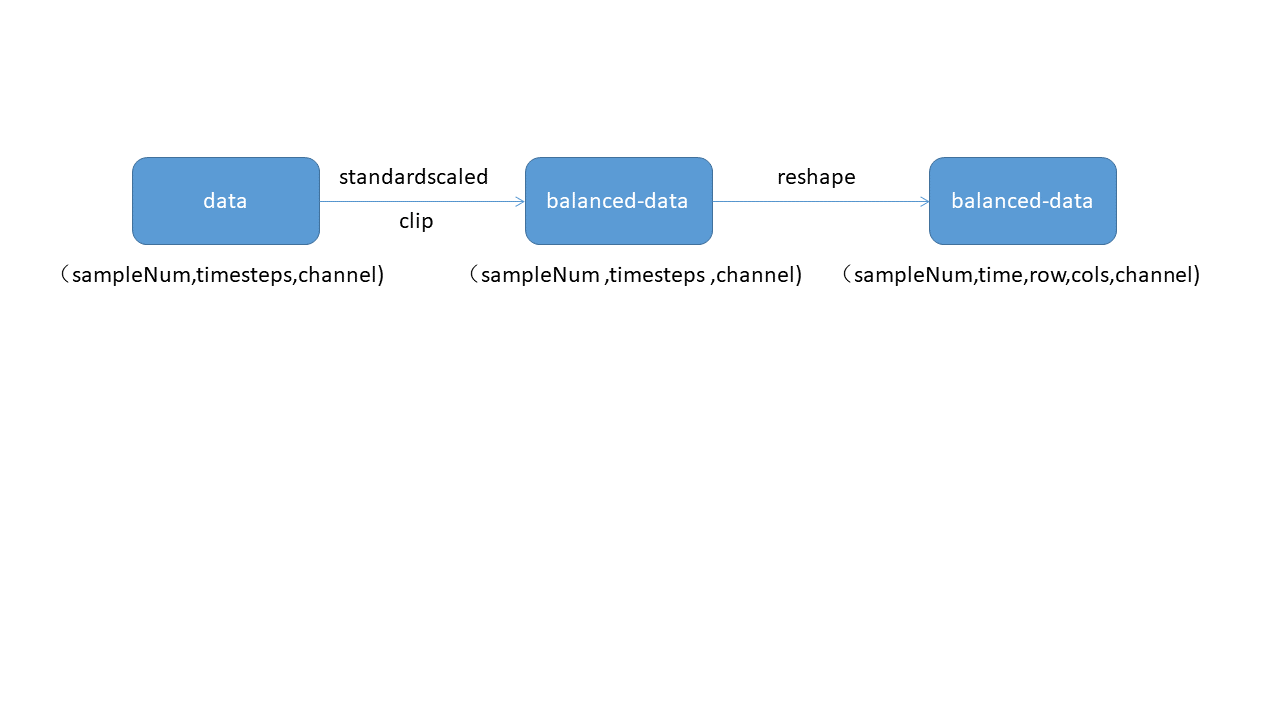 standardscaled
reshape
data
balanced-data
balanced-data
clip
（sampleNum,timesteps,channel)
（sampleNum ,timesteps ,channel)
（sampleNum,time,row,cols,channel)